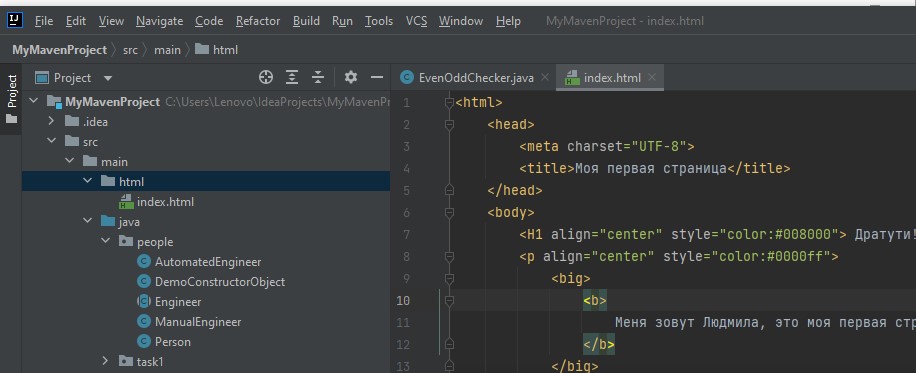 IJ File Edit View Navigate Code Refactor Build Run Tools VCS Window Help MyMavenProject - index.html
MyMavenProject src main html
Project
Project
EvenOddChecker.java
index.html
MyMavenProject C:\Users\Lenovo\IdeaProjects\MyMavenPr
.idea
src
main
html
index.html
java
people
AutomatedEngineer
DemoConstructorObject
Engineer
ManualEngineer
Person
task1
1 <html>
2 <head>
3 <meta charset="UTF-8">
4 <title>Моя первая страница</title>
5 </head>
6 <body>
7 <H1 align="center" style="color:#008000"> Дратути!
8 <p align="center" style="color:#0000ff">
9 <big>
10 <b>
11 Меня зовут Людмила, это моя первая стр
12 </b>
13 </big>